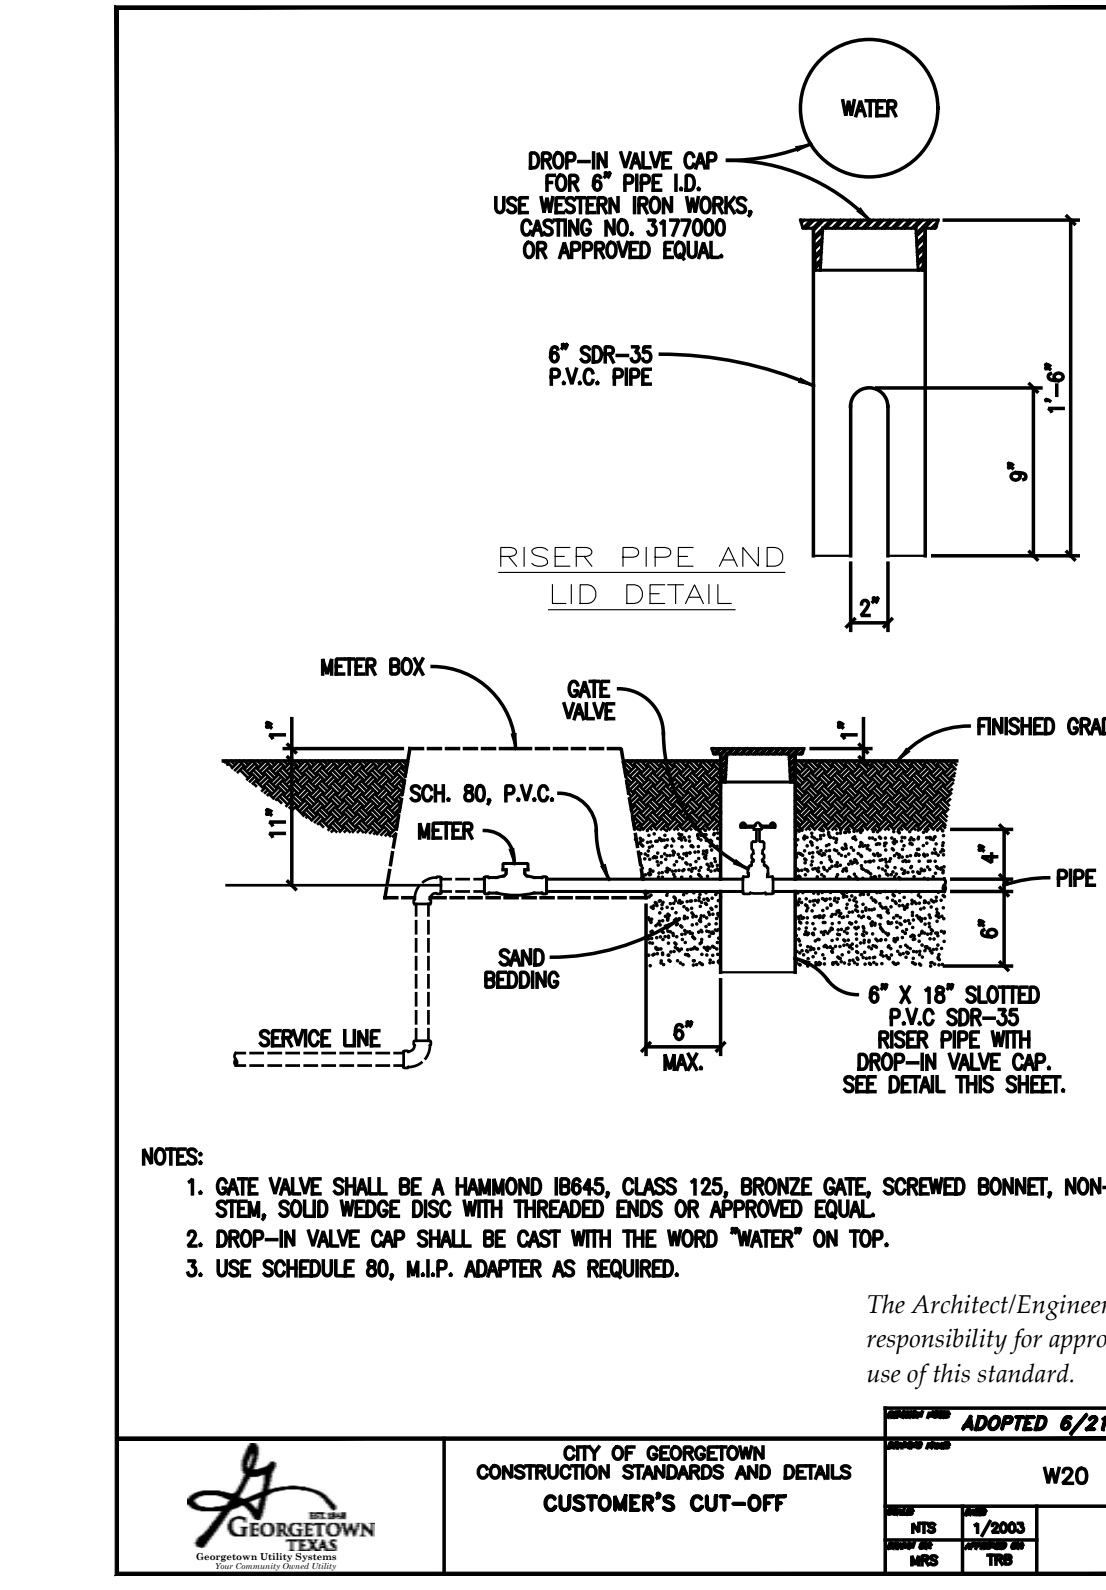 WATER
DROP-IN VALVE CAP
FOR 6" PIPE I.D.
USE WESTERN IRON WORKS,
CASTING NO. 3177000
OR APPROVED EQUAL.
6" SDR-35
P.V.C. PIPE
1'-6"
9"
2"
RISER PIPE AND
LID DETAIL
METER BOX
GATE
VALVE
1"
1"
FINISHED GRAD
SCH. 80, P.V.C.
METER
11"
4"
PIPE
6"
SAND
BEDDING
6" X 18" SLOTTED
P.V.C SDR-35
RISER PIPE WITH
DROP-IN VALVE CAP.
SEE DETAIL THIS SHEET.
6"
MAX.
SERVICE LINE
NOTES:
1. GATE VALVE SHALL BE A HAMMOND IB645, CLASS 125, BRONZE GATE, SCREWED BONNET, NON-
STEM, SOLID WEDGE DISC WITH THREADED ENDS OR APPROVED EQUAL.
2. DROP-IN VALVE CAP SHALL BE CAST WITH THE WORD "WATER" ON TOP.
3. USE SCHEDULE 80, M.I.P. ADAPTER AS REQUIRED.
The Architect/Engineer
responsibility for appro
use of this standard.
ADOPTED 6/21
W20
NTS
1/2003
MRS
TRB
CITY OF GEORGETOWN
CONSTRUCTION STANDARDS AND DETAILS
CUSTOMER'S CUT-OFF
EST. 1848
GEORGETOWN
TEXAS
Georgetown Utility Systems
Your Community Owned Utility